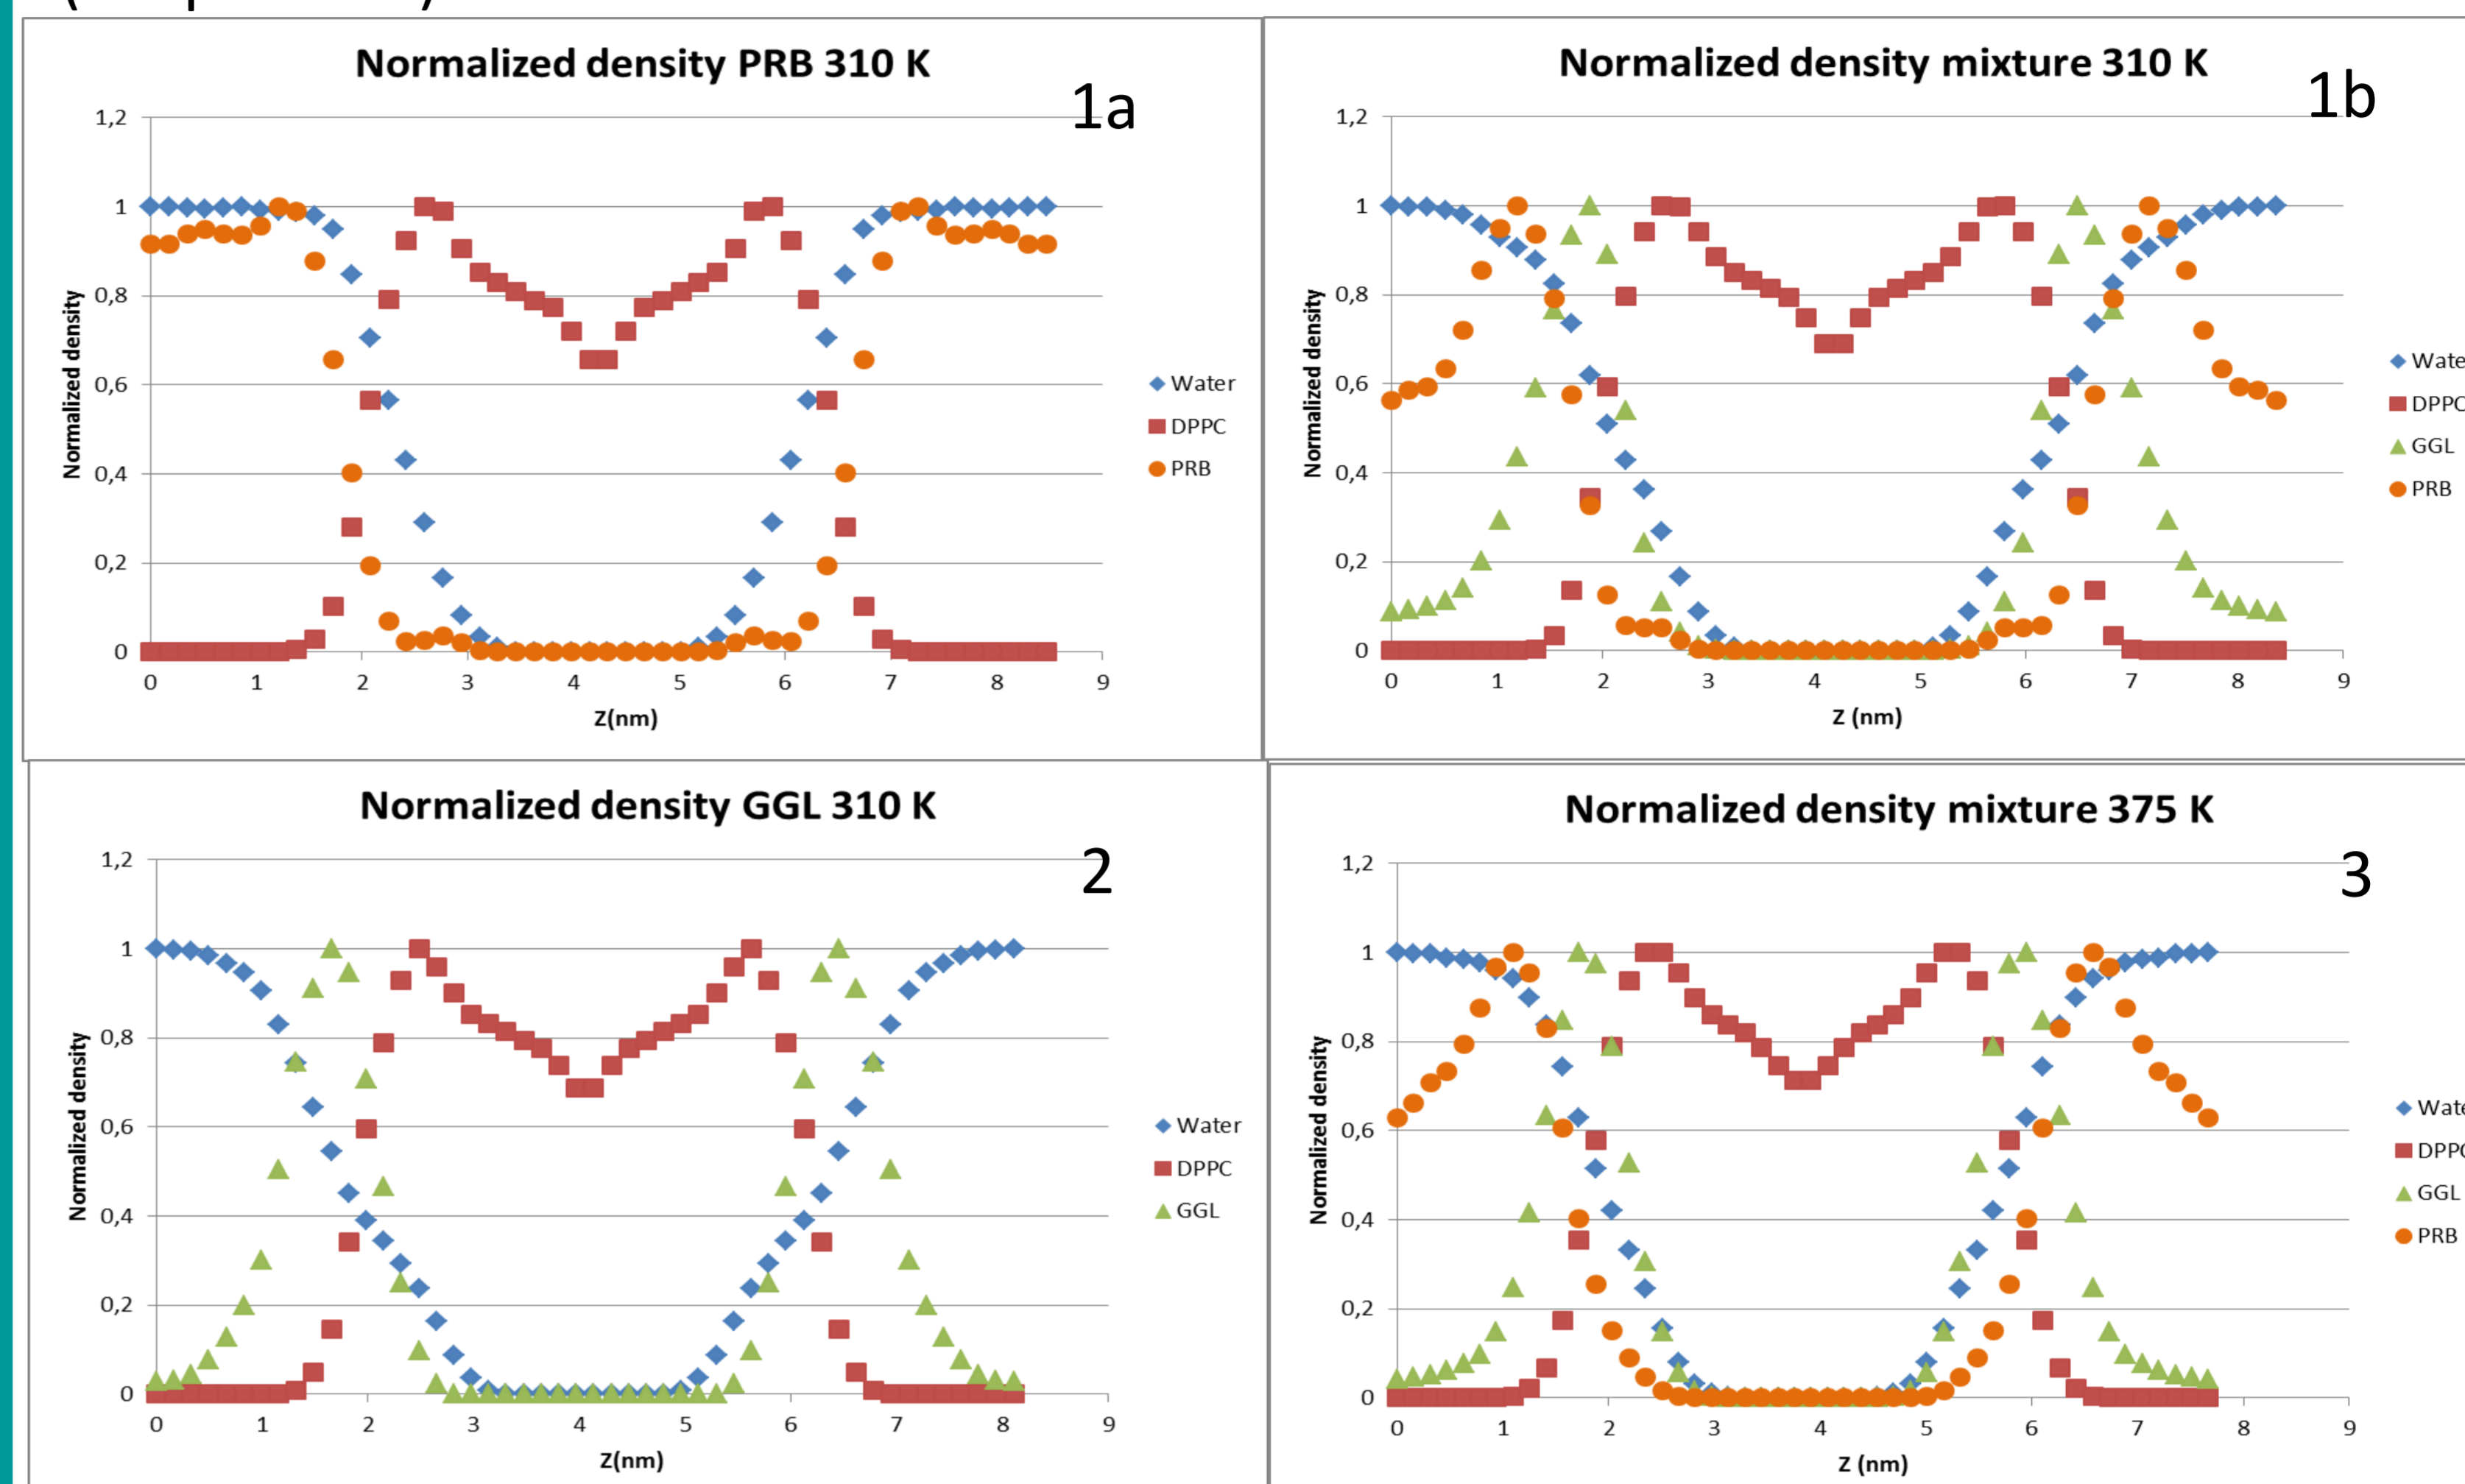 Normalized density PRB 310 K
1a
1,2
1
0,8
0,6
0,4
0,2
0
Normalized density
0 1 2 3 4 5 6 7 8 9
Z(nm)
Water
DPPC
PRB
Normalized density mixture 310 K
1b
1,2
1
0,8
0,6
0,4
0,2
0
Normalized density
0 1 2 3 4 5 6 7 8 9
Z (nm)
Wate
DPPC
GGL
PRB
Normalized density GGL 310 K
2
1,2
1
0,8
0,6
0,4
0,2
0
Normalized density
0 1 2 3 4 5 6 7 8 9
Z(nm)
Water
DPPC
GGL
Normalized density mixture 375 K
3
1,2
1
0,8
0,6
0,4
0,2
0
Normalized density
0 1 2 3 4 5 6 7 8 9
Z (nm)
Wate
DPPC
GGL
PRB